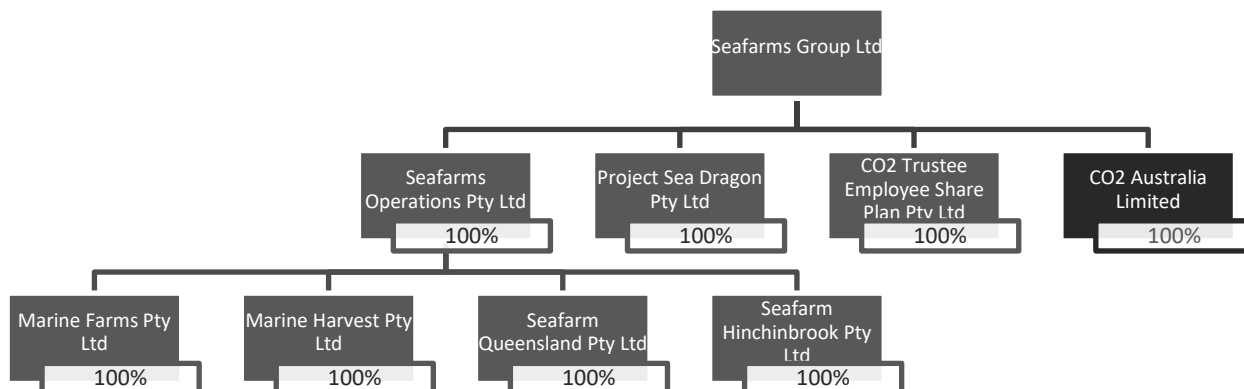 Seafarms Group Ltd
Seafarms
Operations Pty Ltd
100%
Project Sea Dragon
Pty Ltd
100%
CO2 Trustee
Employee Share
Plan Pty Ltd
100%
CO2 Australia
Limited
100%
Marine Farms Pty
Ltd
100%
Marine Harvest Pty
Ltd
100%
Seafarm
Queensland Pty Ltd
100%
Seafarm
Hinchinbrook Pty
Ltd
100%